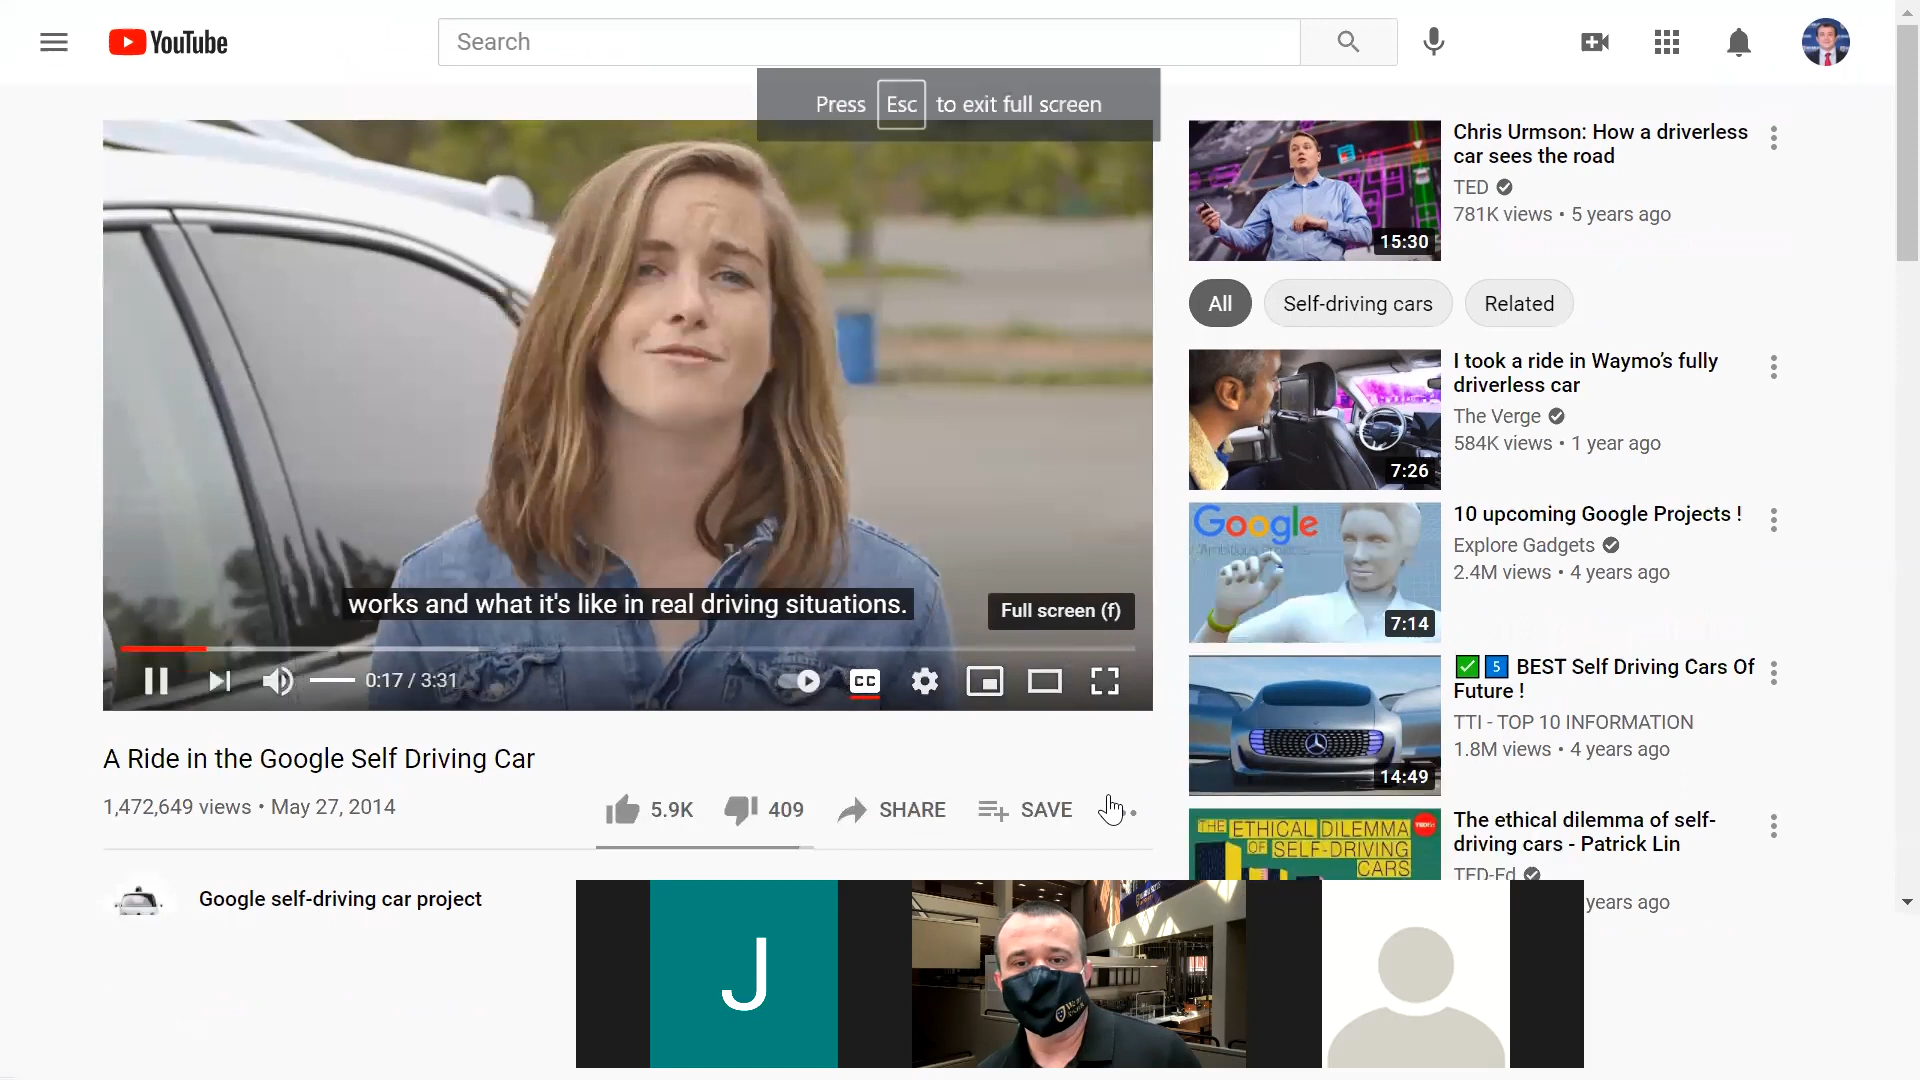 YouTube
Search
Press Esc to exit full screen
works and what it's like in real driving situations.
Full screen (f)
0:17 / 3:31
CC
A Ride in the Google Self Driving Car
1,472,649 views • May 27, 2014
5.9K
409
SHARE
SAVE
Google self-driving car project
15:30
Chris Urmson: How a driverless
car sees the road
TED
781K views • 5 years ago
All
Self-driving cars
Related
7:26
I took a ride in Waymo’s fully
driverless car
The Verge
584K views • 1 year ago
Google
7:14
10 upcoming Google Projects !
Explore Gadgets
2.4M views • 4 years ago
14:49
✅ 5 BEST Self Driving Cars Of
Future !
TTI - TOP 10 INFORMATION
1.8M views • 4 years ago
THE ETHICAL DILEMMA
OF SELF-DRIVING
CARS
The ethical dilemma of self-
driving cars - Patrick Lin
TED-Ed
years ago
J